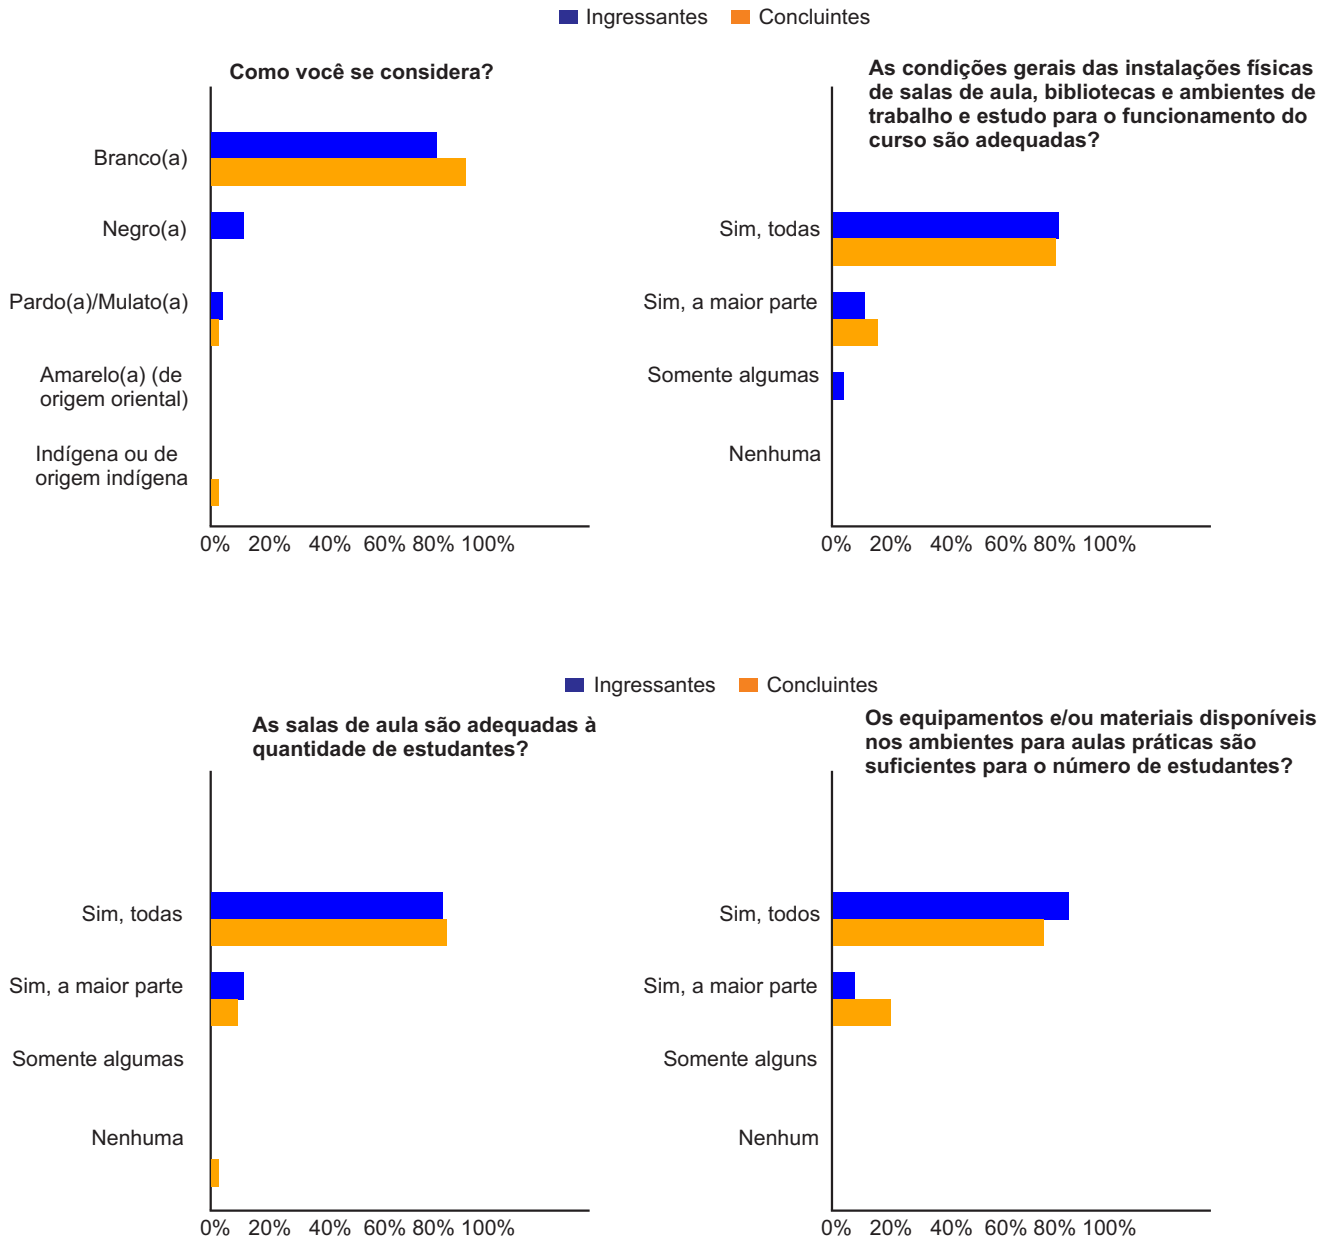 Ingressantes Concluintes
Como você se considera?
Branco(a)
Negro(a)
Pardo(a)/Mulato(a)
Amarelo(a) (de
origem oriental)
Indígena ou de
origem indígena
0% 20% 40% 60% 80% 100%
As condições gerais das instalações físicas
de salas de aula, bibliotecas e ambientes de
trabalho e estudo para o funcionamento do
curso são adequadas?
Sim, todas
Sim, a maior parte
Somente algumas
Nenhuma
0% 20% 40% 60% 80% 100%
Ingressantes Concluintes
As salas de aula são adequadas à
quantidade de estudantes?
Sim, todas
Sim, a maior parte
Somente algumas
Nenhuma
0% 20% 40% 60% 80% 100%
Os equipamentos e/ou materiais disponíveis
nos ambientes para aulas práticas são
suficientes para o número de estudantes?
Sim, todos
Sim, a maior parte
Somente alguns
Nenhum
0% 20% 40% 60% 80% 100%